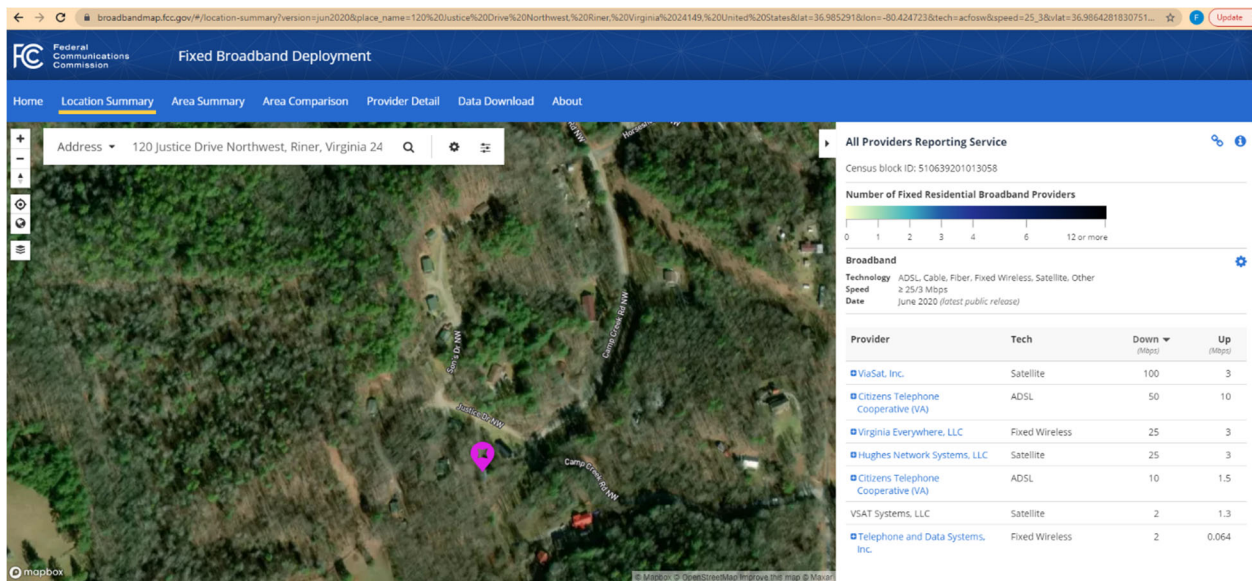 broadbandmap.fcc.gov/#/location-summary?version=jun2020&place_name=120%20Justice%20Drive%20Northwest,%20Riner,%20Virginia%2024149,%20United%20States&lat=36.985291&lon=-80.424723&tech=acfosw&speed=25_3&vlat=36.9864281830751...
F
Update
FCC
Federal
Communications
Commission
Fixed Broadband Deployment
Home Location Summary Area Summary Area Comparison Provider Detail Data Download About
Address 120 Justice Drive Northwest, Riner, Virginia 24
Rd NW
Son's Dr NW
Camp Creek Rd NW
Justice Dr NW
Camp Creek Rd NW
mapbox
© Mapbox © OpenStreetMap Improve this map © Maxar
All Providers Reporting Service
Census block ID: 510639201013058
Number of Fixed Residential Broadband Providers
0 1 2 3 4 6 12 or more
Broadband
Technology ADSL, Cable, Fiber, Fixed Wireless, Satellite, Other
Speed ≥ 25/3 Mbps
Date June 2020 (latest public release)
Provider Tech Down Up
(Mbps) (Mbps)
ViaSat, Inc. Satellite 100 3
Citizens Telephone ADSL 50 10
Cooperative (VA)
Virginia Everywhere, LLC Fixed Wireless 25 3
Hughes Network Systems, LLC Satellite 25 3
Citizens Telephone ADSL 10 1.5
Cooperative (VA)
VSAT Systems, LLC Satellite 2 1.3
Telephone and Data Systems, Fixed Wireless 2 0.064
Inc.